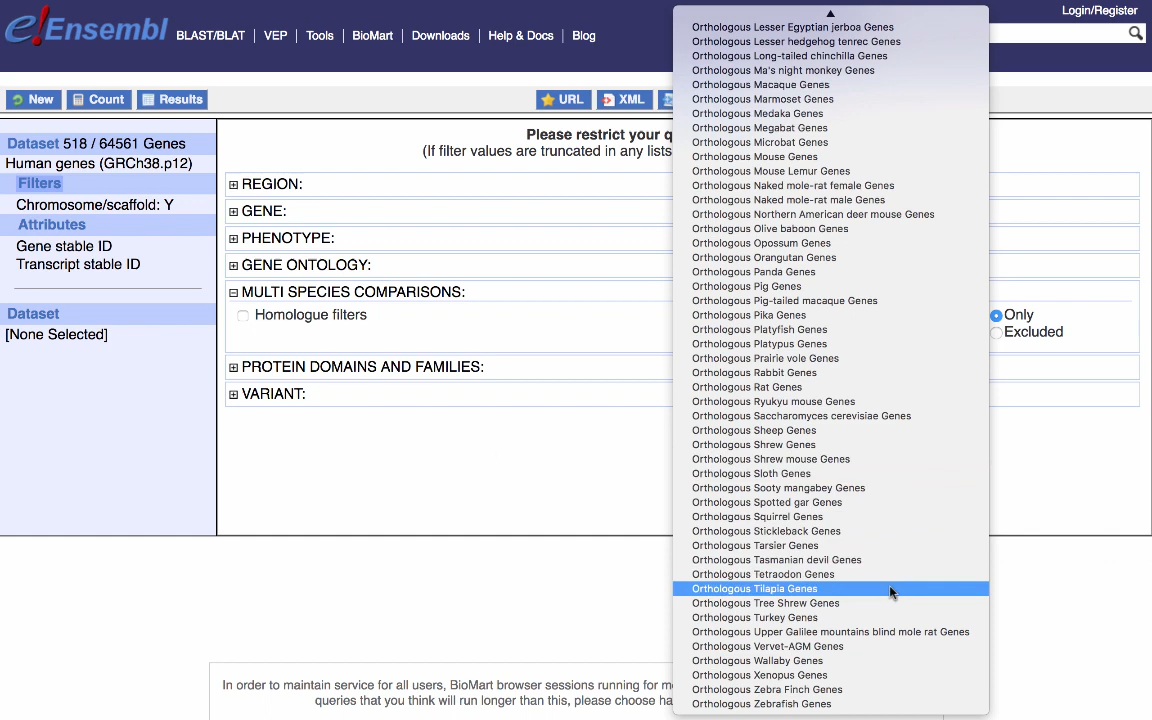 e!Ensembl
BLAST/BLAT | VEP | Tools | BioMart | Downloads | Help & Docs | Blog
Login/Register
New
Count
Results
URL
XML
Dataset 518 / 64561 Genes
Human genes (GRCh38.p12)
Filters
Chromosome/scaffold: Y
Attributes
Gene stable ID
Transcript stable ID
Dataset
[None Selected]
Please restrict your q
(If filter values are truncated in any lists
REGION:
GENE:
PHENOTYPE:
GENE ONTOLOGY:
MULTI SPECIES COMPARISONS:
Homologue filters
Only
Excluded
PROTEIN DOMAINS AND FAMILIES:
VARIANT:
Orthologous Lesser Egyptian jerboa Genes
Orthologous Lesser hedgehog tenrec Genes
Orthologous Long-tailed chinchilla Genes
Orthologous Ma's night monkey Genes
Orthologous Macaque Genes
Orthologous Marmoset Genes
Orthologous Medaka Genes
Orthologous Megabat Genes
Orthologous Microbat Genes
Orthologous Mouse Genes
Orthologous Mouse Lemur Genes
Orthologous Naked mole-rat female Genes
Orthologous Naked mole-rat male Genes
Orthologous Northern American deer mouse Genes
Orthologous Olive baboon Genes
Orthologous Opossum Genes
Orthologous Orangutan Genes
Orthologous Panda Genes
Orthologous Pig Genes
Orthologous Pig-tailed macaque Genes
Orthologous Pika Genes
Orthologous Platyfish Genes
Orthologous Platypus Genes
Orthologous Prairie vole Genes
Orthologous Rabbit Genes
Orthologous Rat Genes
Orthologous Ryukyu mouse Genes
Orthologous Saccharomyces cerevisiae Genes
Orthologous Sheep Genes
Orthologous Shrew Genes
Orthologous Shrew mouse Genes
Orthologous Sloth Genes
Orthologous Sooty mangabey Genes
Orthologous Spotted gar Genes
Orthologous Squirrel Genes
Orthologous Stickleback Genes
Orthologous Tarsier Genes
Orthologous Tasmanian devil Genes
Orthologous Tetraodon Genes
Orthologous Tilapia Genes
Orthologous Tree Shrew Genes
Orthologous Turkey Genes
Orthologous Upper Galilee mountains blind mole rat Genes
Orthologous Vervet-AGM Genes
Orthologous Wallaby Genes
Orthologous Xenopus Genes
Orthologous Zebra Finch Genes
Orthologous Zebrafish Genes
In order to maintain service for all users, BioMart browser sessions running for m
queries that you think will run longer than this, please choose ha